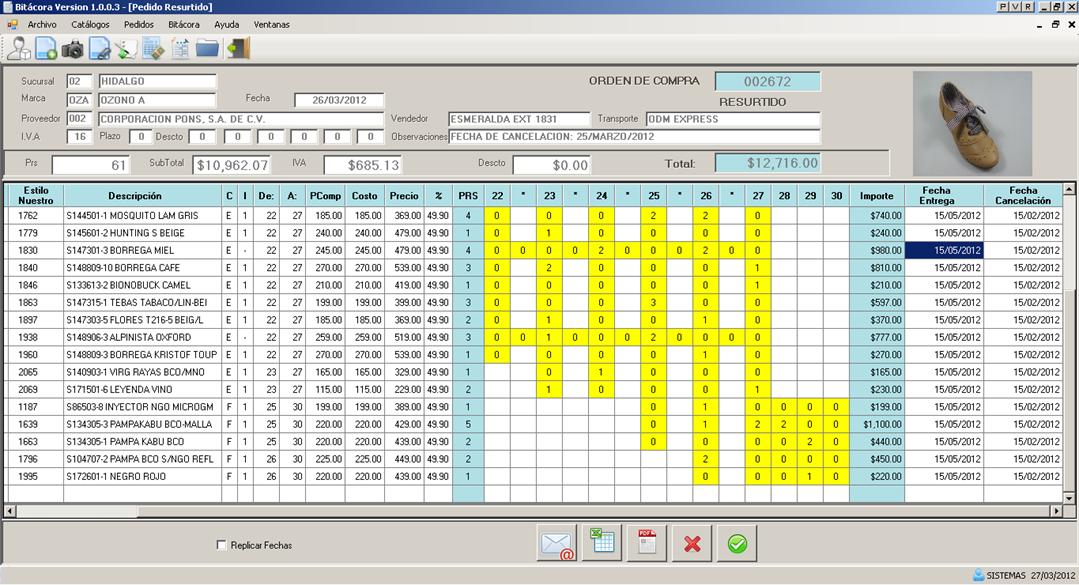 Bitácora Version 1.0.0.3 - [Pedido Resurtido] P V R
Archivo Catálogos Pedidos Bitácora Ayuda Ventanas
Sucursal 02 HIDALGO ORDEN DE COMPRA 002672
Marca OZA OZONO A Fecha 26/03/2012 RESURTIDO
Proveedor 002 CORPORACION PONS, S.A. DE C.V. Vendedor ESMERALDA EXT 1831 Transporte ODM EXPRESS
I.V.A 16 Plazo 0 Descto 0 0 0 0 0 0 Observaciones FECHA DE CANCELACION: 25/MARZO/2012
Prs 61 SubTotal $10,962.07 IVA $685.13 Descto $0.00 Total: $12,716.00
Estilo Nuestro Descripción C I De: A: PComp Costo Precio % PRS 22 * 23 * 24 * 25 * 26 * 27 28 29 30 Importe Fecha Entrega Fecha Cancelación
1762 S144501-1 MOSQUITO LAM GRIS E 1 22 27 185.00 185.00 369.00 49.90 4 0 0 0 2 2 0 $740.00 15/05/2012 15/02/2012
1779 S145601-2 HUNTING S BEIGE E 1 22 27 240.00 240.00 479.00 49.90 1 0 1 0 0 0 0 $240.00 15/05/2012 15/02/2012
1830 S147301-3 BORREGA MIEL E - 22 27 245.00 245.00 479.00 49.90 4 0 0 0 0 2 0 0 0 2 0 0 $980.00 15/05/2012 15/02/2012
1840 S148809-10 BORREGA CAFE E 1 22 27 270.00 270.00 539.00 49.90 3 0 2 0 0 0 1 $810.00 15/05/2012 15/02/2012
1846 S133613-2 BIONOBUCK CAMEL E 1 22 27 210.00 210.00 419.00 49.90 1 0 0 0 0 0 1 $210.00 15/05/2012 15/02/2012
1863 S147315-1 TEBAS TABACO/LIN-BEI E 1 22 27 199.00 199.00 399.00 49.90 3 0 0 0 3 0 0 $597.00 15/05/2012 15/02/2012
1897 S147303-5 FLORES T216-5 BEIG/L E 1 22 27 185.00 185.00 369.00 49.90 2 0 1 0 0 1 0 $370.00 15/05/2012 15/02/2012
1938 S148906-3 ALPINISTA OXFORD E - 22 27 259.00 259.00 519.00 49.90 3 0 0 1 0 0 0 2 0 0 0 0 $777.00 15/05/2012 15/02/2012
1960 S148809-3 BORREGA KRISTOF TOUP E 1 22 27 270.00 270.00 539.00 49.90 1 0 0 0 0 1 0 $270.00 15/05/2012 15/02/2012
2065 S140903-1 VIRG RAYAS BCO/MNO E 1 23 27 165.00 165.00 329.00 49.90 1 0 1 0 0 0 $165.00 15/05/2012 15/02/2012
2069 S171501-6 LEYENDA VINO E 1 23 27 115.00 115.00 229.00 49.90 2 1 0 0 0 1 $230.00 15/05/2012 15/02/2012
1187 S86503-8 INYECTOR NGO MICROGM F 1 25 30 199.00 199.00 389.00 49.90 1 0 1 0 0 0 0 $199.00 15/05/2012 15/02/2012
1639 S134305-3 PAMPAKABU BCO-MALLA F 1 25 30 220.00 220.00 429.00 49.90 5 0 1 2 2 0 0 $1,100.00 15/05/2012 15/02/2012
1663 S134305-1 PAMPA KABU BCO F 1 25 30 220.00 220.00 439.00 49.90 2 0 0 0 0 2 0 $440.00 15/05/2012 15/02/2012
1796 S104707-2 PAMPA BCO S/NGO REFL F 1 26 30 225.00 225.00 449.00 49.90 2 2 0 0 0 0 $450.00 15/05/2012 15/02/2012
1995 S172601-1 NEGRO ROJO F 1 26 30 220.00 220.00 439.00 49.90 1 0 0 0 1 0 $220.00 15/05/2012 15/02/2012
Replicar Fechas @ PDF
SISTEMAS 27/03/2012